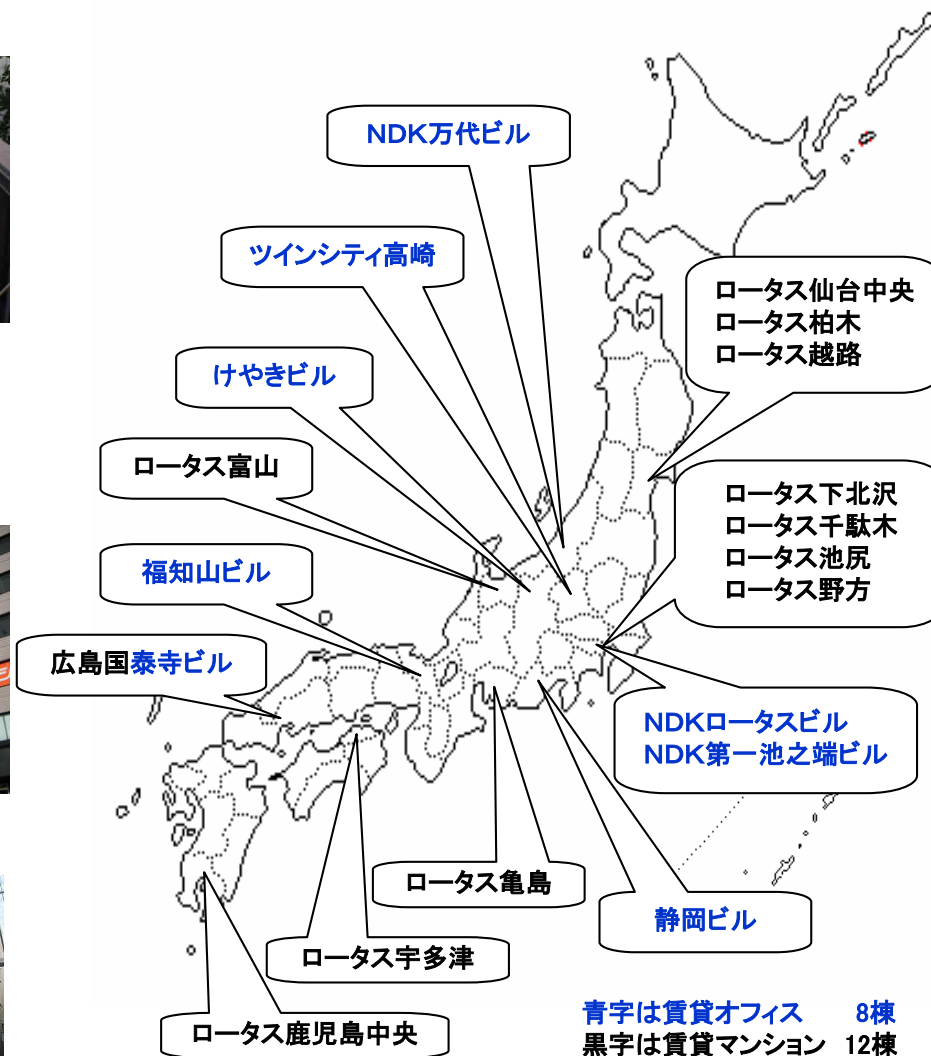 NDK万代ビル
ツインシティ高崎
ロータス仙台中央
ロータス柏木
ロータス越路
けやきビル
ロータス富山
ロータス下北沢
ロータス千駄木
ロータス池尻
ロータス野方
福知山ビル
広島国泰寺ビル
NDKロータスビル
NDK第一池之端ビル
ロータス亀島
静岡ビル
ロータス宇多津
ロータス鹿児島中央
青字は賃貸オフィス 8棟
黒字は賃貸マンション 12棟